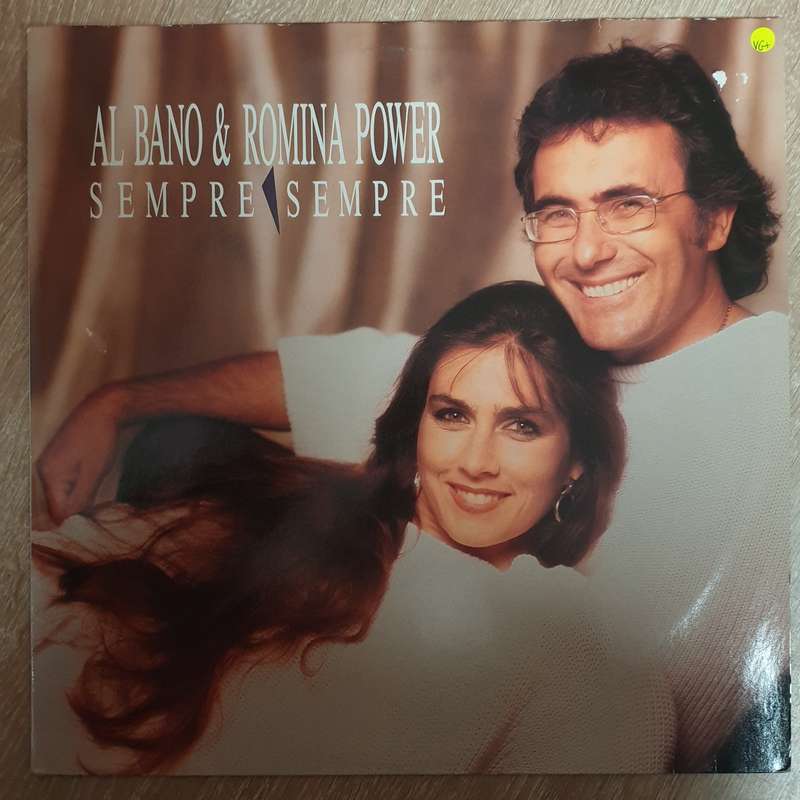 AL BANO & ROMINA POWER
SEMPRE SEMPRE
VG+